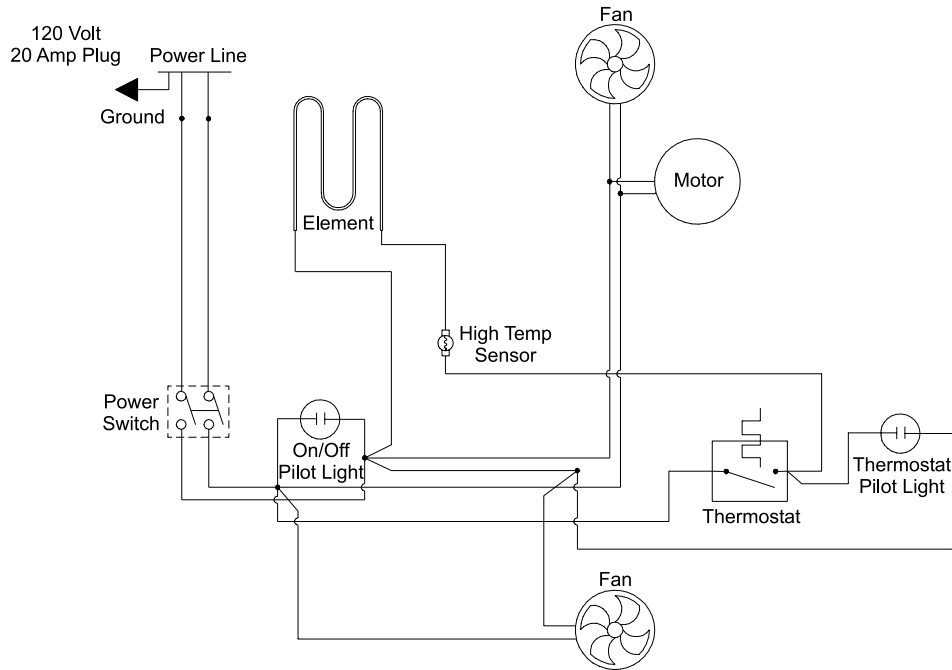 Fan
120 Volt
20 Amp Plug
Power Line
Ground
Motor
Element
High Temp
Sensor
Power
Switch
On/Off
Pilot Light
Thermostat
Pilot Light
Thermostat
Fan